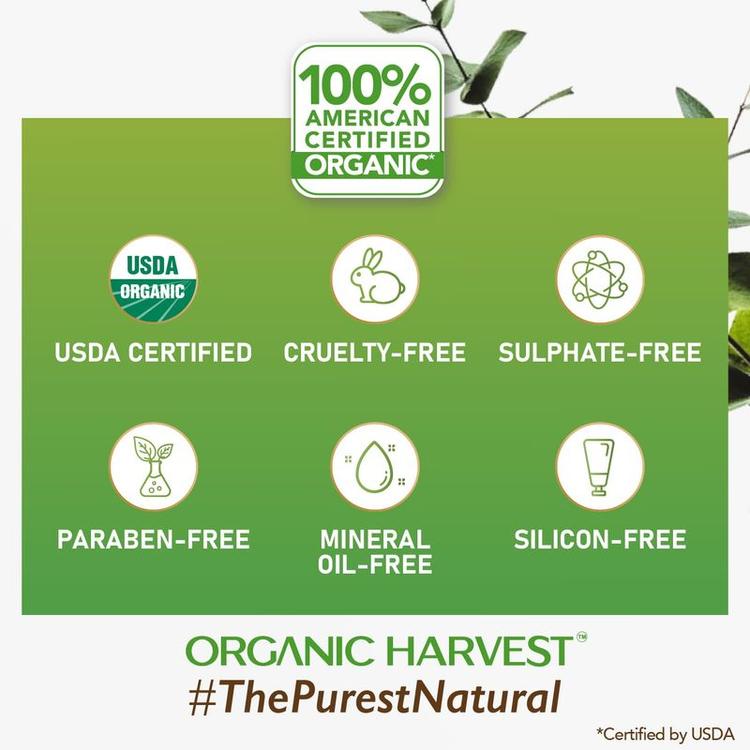 100%
AMERICAN
CERTIFIED
ORGANIC*
USDA
ORGANIC
USDA CERTIFIED
CRUELTY-FREE
SULPHATE-FREE
PARABEN-FREE
MINERAL
OIL-FREE
SILICON-FREE
ORGANIC HARVEST™
#ThePurestNatural
*Certified by USDA